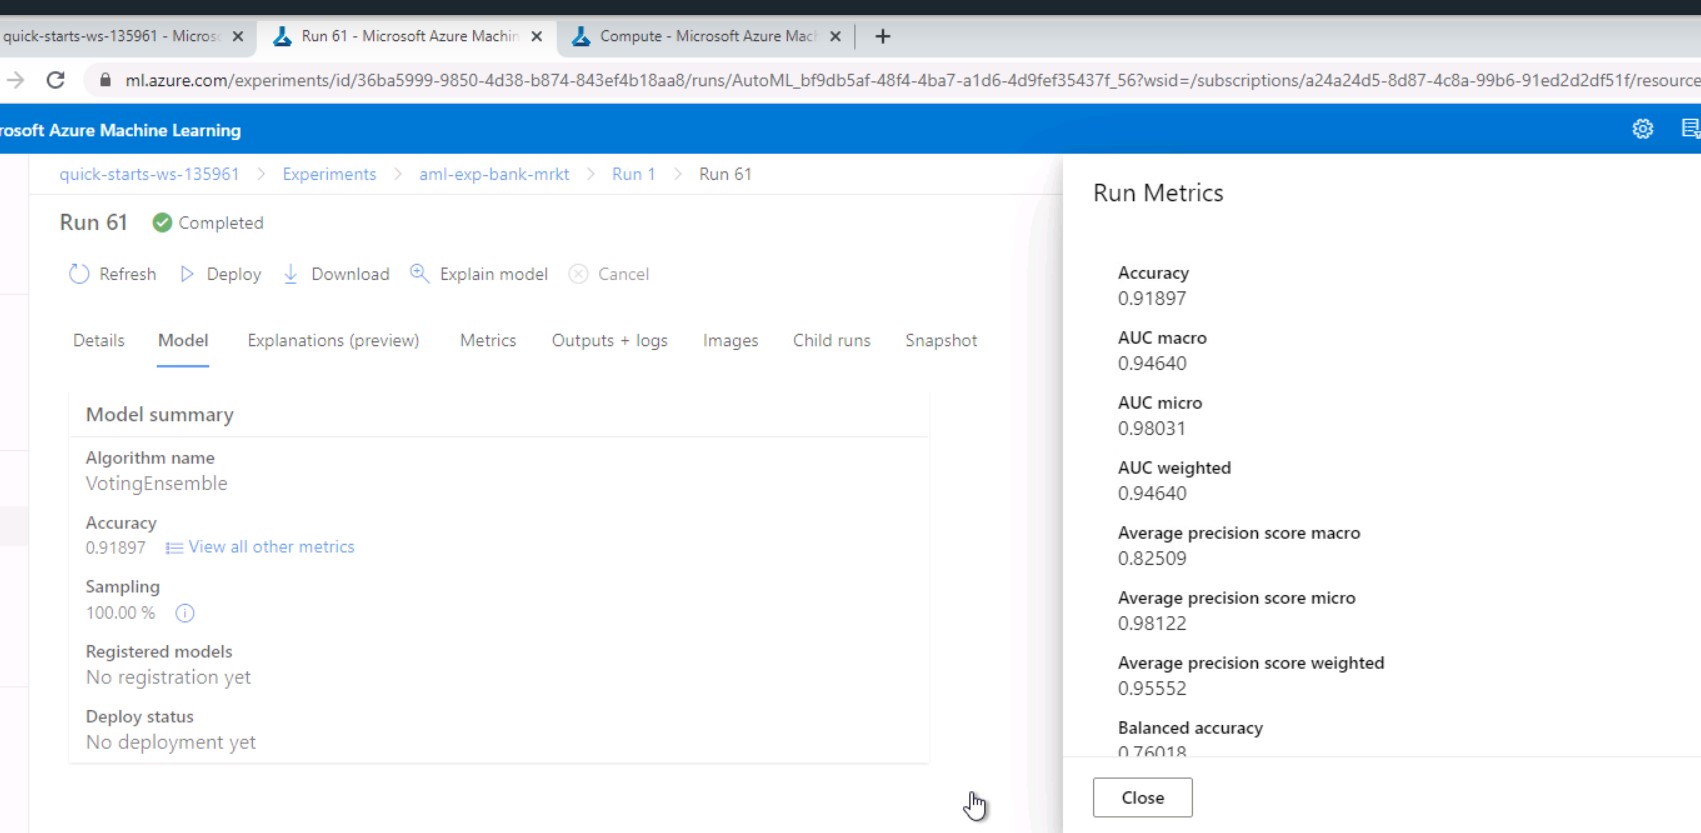 quick-starts-ws-135961 - Micros
Run 61 - Microsoft Azure Machin
Compute - Microsoft Azure Mac
ml.azure.com/experiments/id/36ba5999-9850-4d38-b874-843ef4b18aa8/runs/AutoML_bf9db5af-48f4-4ba7-a1d6-4d9fef35437f_56?wsid=/subscriptions/a24a24d5-8d87-4c8a-99b6-91ed2d2df51f/resource
rosoft Azure Machine Learning
quick-starts-ws-135961 > Experiments > aml-exp-bank-mrkt > Run 1 > Run 61
Run 61 Completed
Refresh Deploy Download Explain model Cancel
Details Model Explanations (preview) Metrics Outputs + logs Images Child runs Snapshot
Model summary
Algorithm name
VotingEnsemble
Accuracy
0.91897 View all other metrics
Sampling
100.00 %
Registered models
No registration yet
Deploy status
No deployment yet
Run Metrics
Accuracy
0.91897
AUC macro
0.94640
AUC micro
0.98031
AUC weighted
0.94640
Average precision score macro
0.82509
Average precision score micro
0.98122
Average precision score weighted
0.95552
Balanced accuracy
0.76018
Close